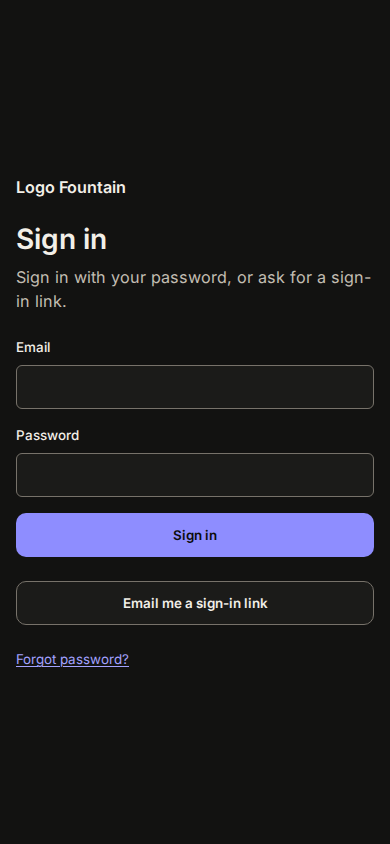 Logo Fountain
Sign in
Sign in with your password, or ask for a sign-
in link.
Email
Password
Sign in
Email me a sign-in link
Forgot password?